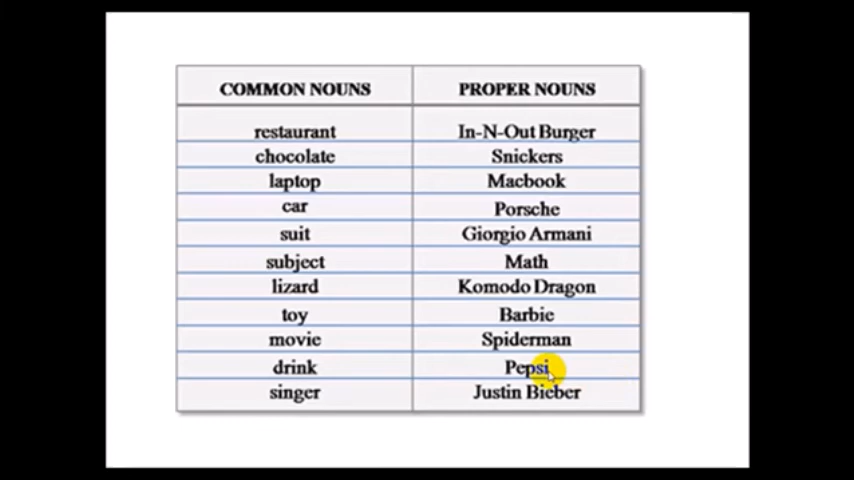 COMMON NOUNS PROPER NOUNS
restaurant In-N-Out Burger
chocolate Snickers
laptop Macbook
car Porsche
suit Giorgio Armani
subject Math
lizard Komodo Dragon
toy Barbie
movie Spiderman
drink Pepsi
singer Justin Bieber